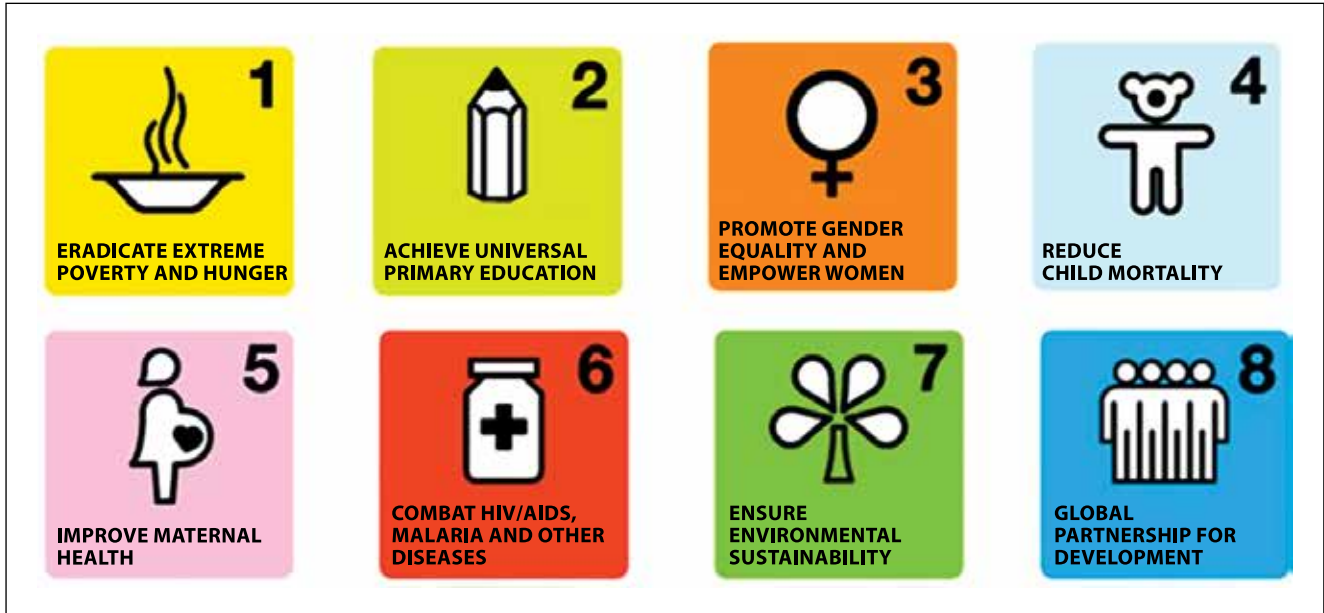 1
ERADICATE EXTREME
POVERTY AND HUNGER
2
ACHIEVE UNIVERSAL
PRIMARY EDUCATION
3
PROMOTE GENDER
EQUALITY AND
EMPOWER WOMEN
4
REDUCE
CHILD MORTALITY
5
IMPROVE MATERNAL
HEALTH
6
COMBAT HIV/AIDS,
MALARIA AND OTHER
DISEASES
7
ENSURE
ENVIRONMENTAL
SUSTAINABILITY
8
GLOBAL
PARTNERSHIP FOR
DEVELOPMENT